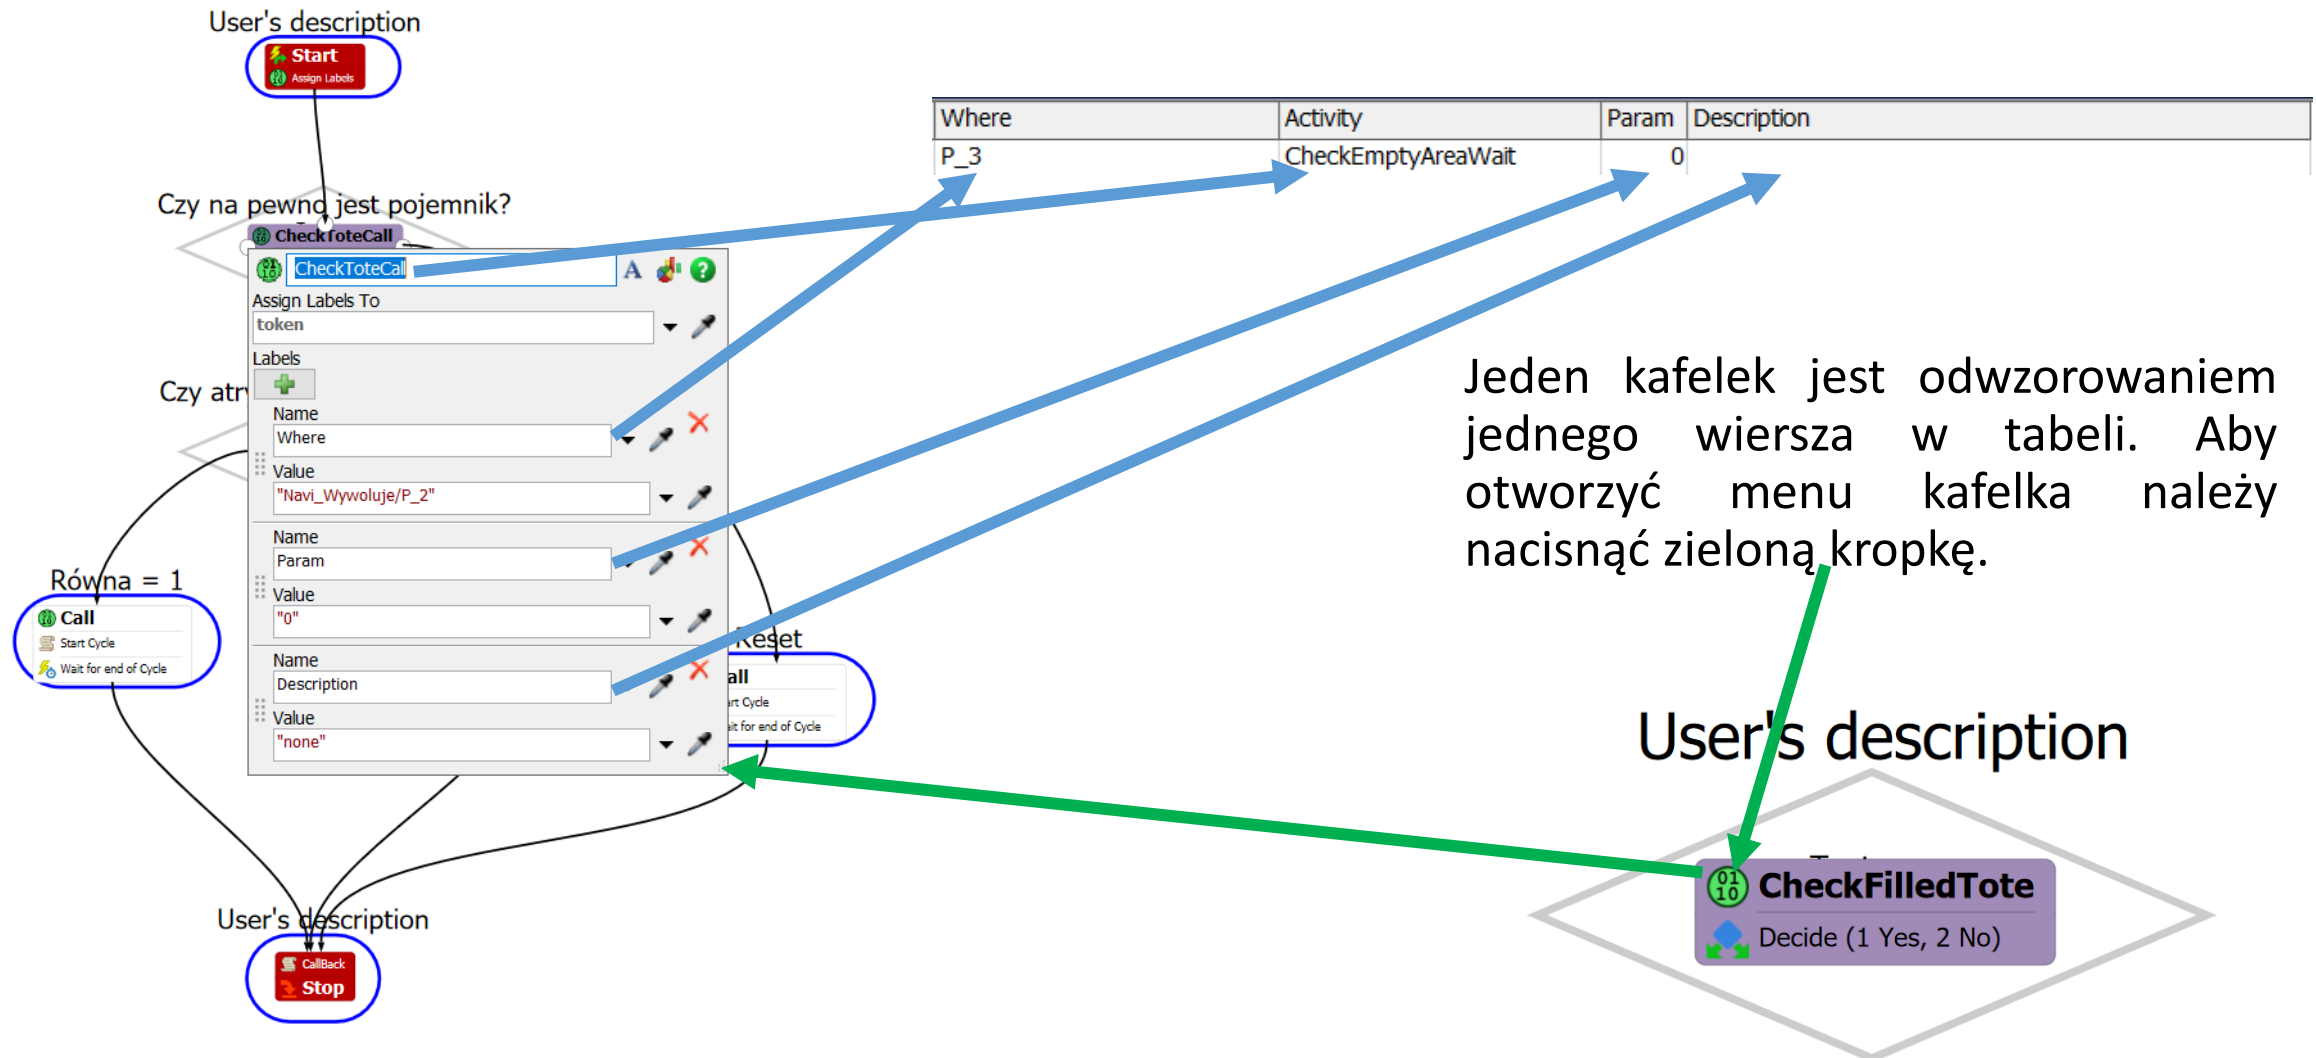 User's description
Start
Assign Labels
Where Activity Param Description
P_3 CheckEmptyAreaWait 0
Czy na pewno jest pojemnik?
CheckToteCall
CheckToteCall
Assign Labels To
token
Labels
Czy atr
Name
Where
Value
"Navi_Wywoluje/P_2"
Name
Param
Value
"0"
Name
Description
Value
"none"
Równa = 1
Call
Start Cycle
Wait for end of Cycle
Reset
all
art Cycle
ait for end of Cycle
User's description
CallBack
Stop
Jeden kafelek jest odwzorowaniem
jednego wiersza w tabeli. Aby
otworzyć menu kafelka należy
nacisnąć zieloną kropkę.
User's description
CheckFilledTote
Decide (1 Yes, 2 No)